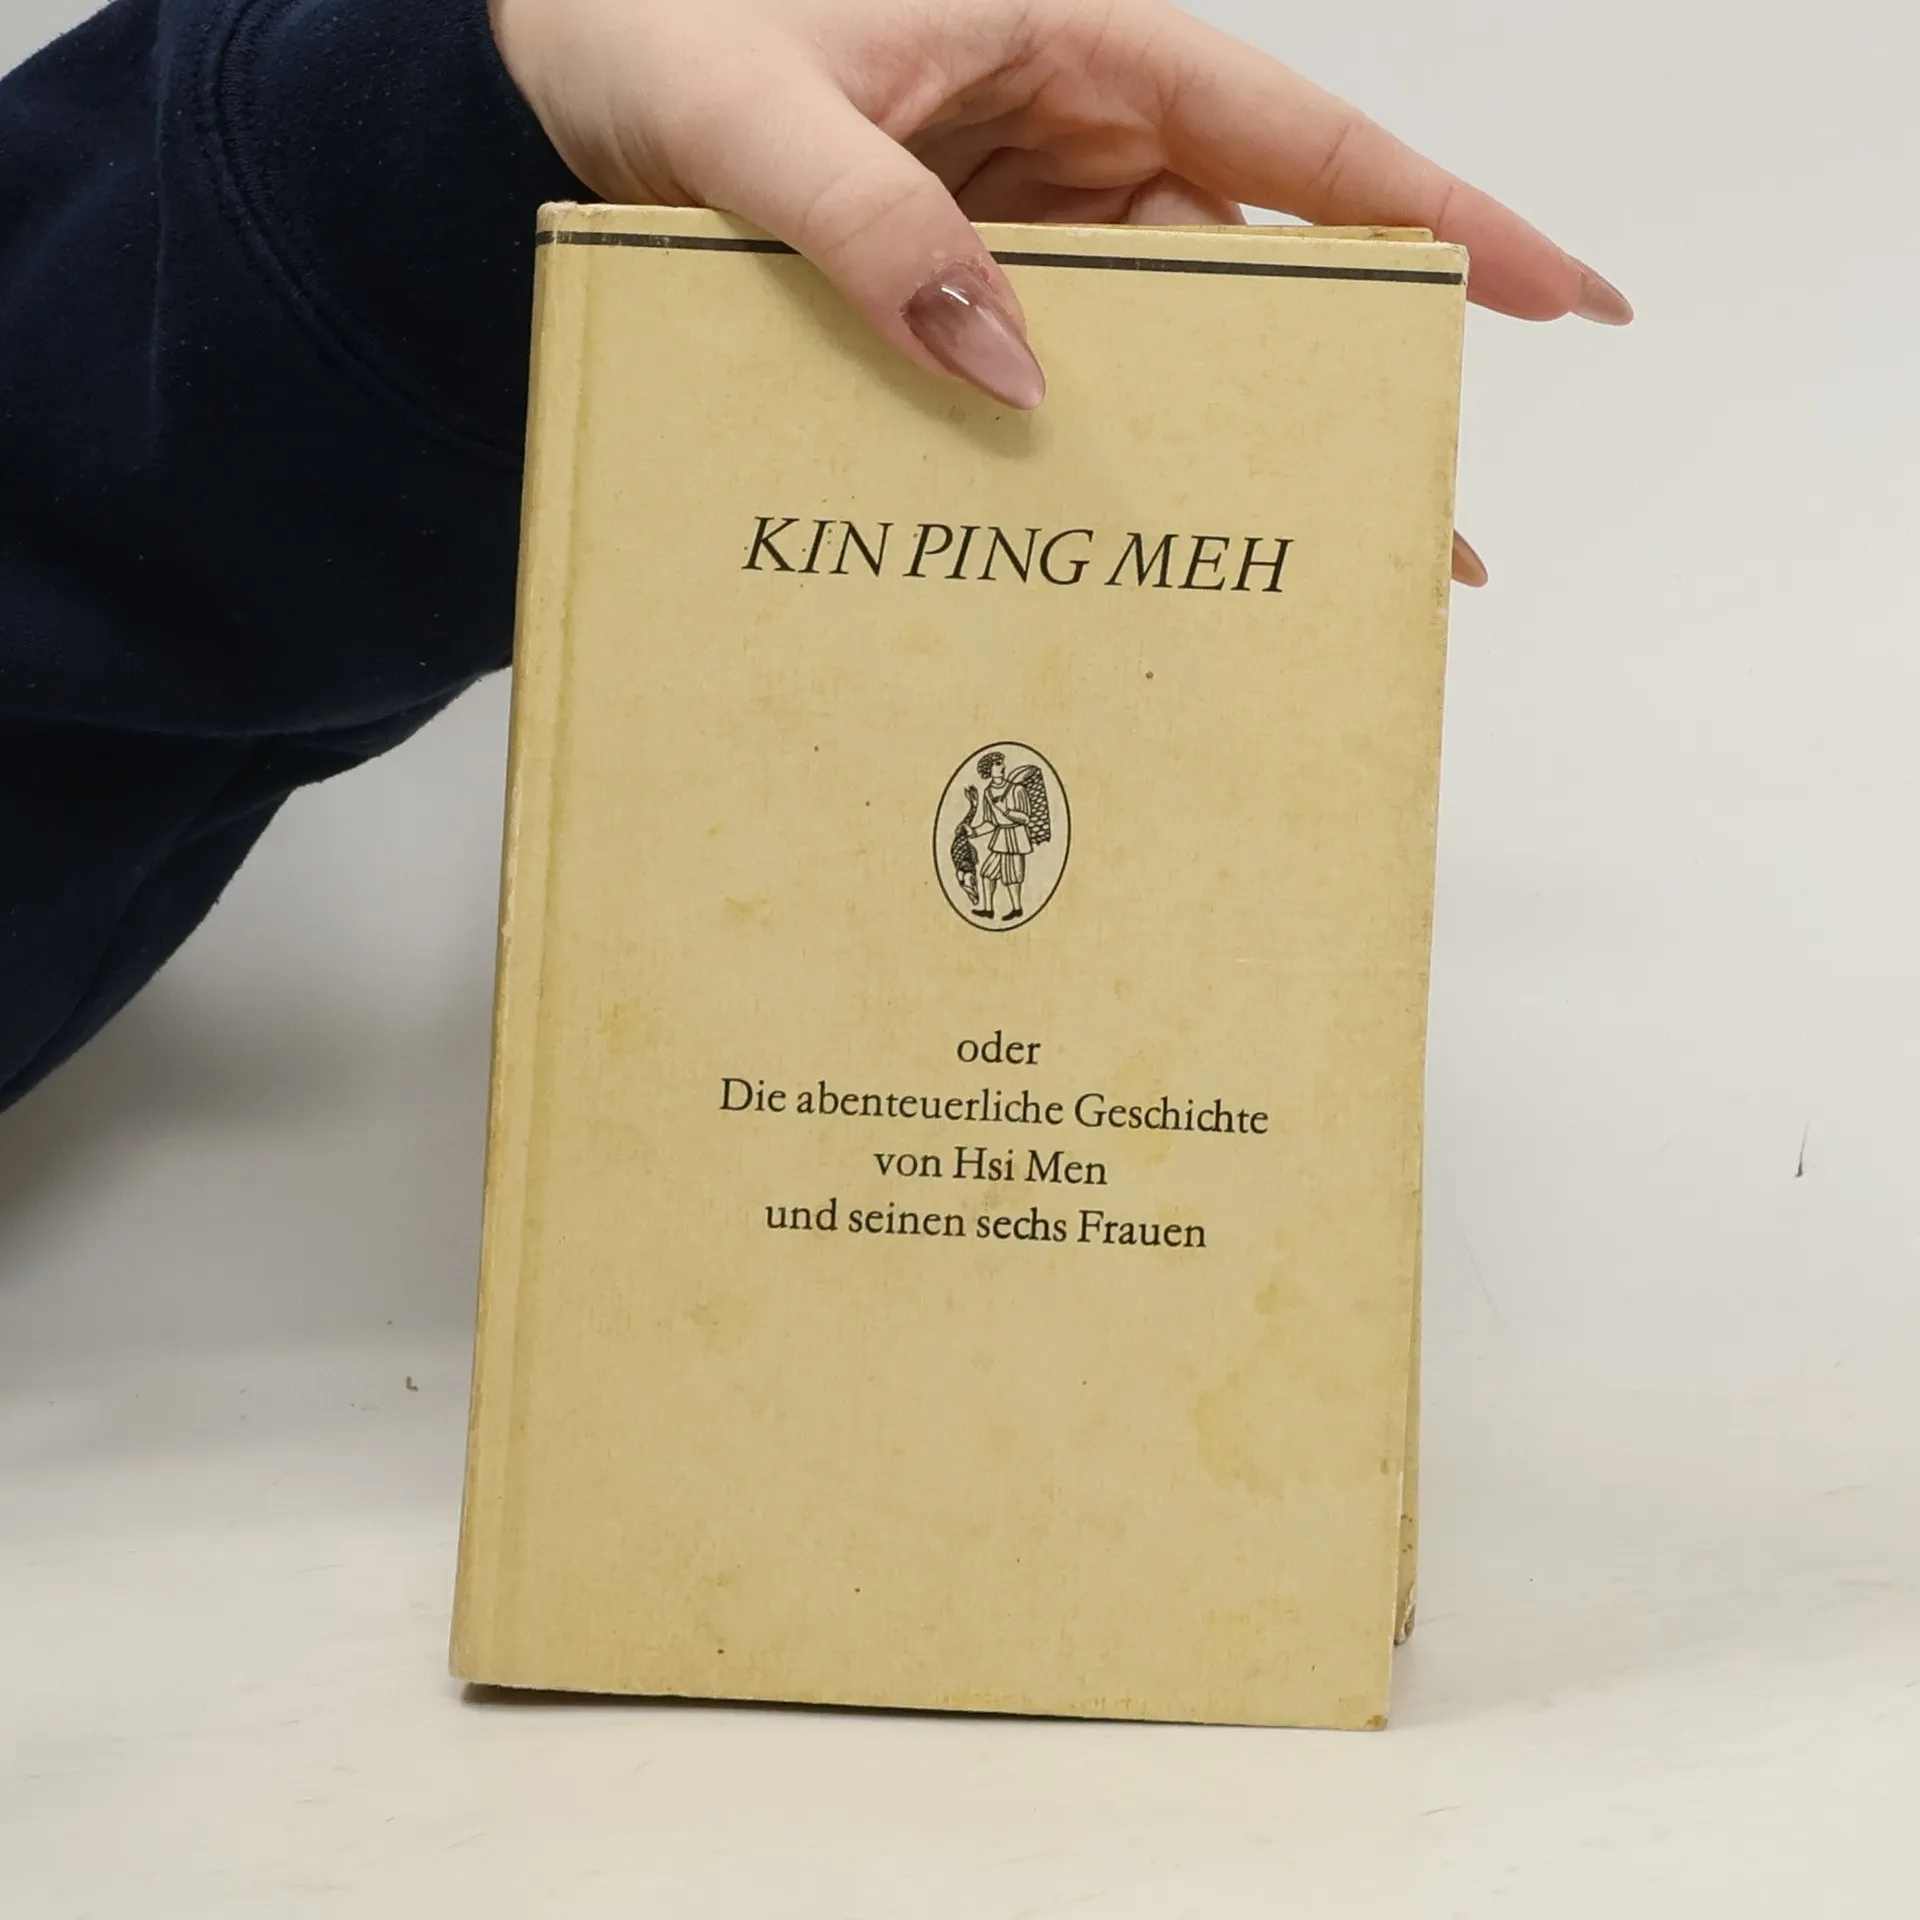 KIN PING MEH
oder
Die abenteuerliche Geschichte
von Hsi Men
und seinen sechs Frauen